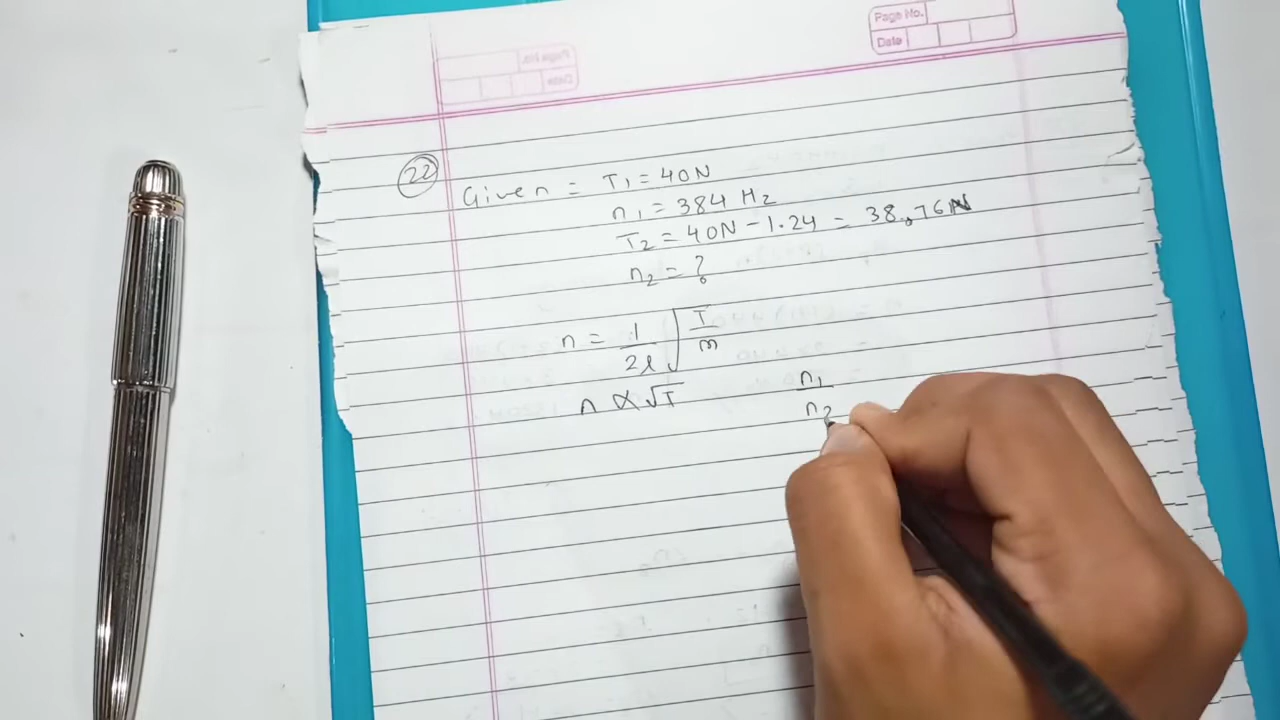 Page No.
Date
22 Given = T₁ = 40N
n₁ = 384 Hz
T₂ = 40N - 1.24 = 38.76N
n₂ = ?
n = 1/2l √T/m
n ∝ √T
n₁/n₂